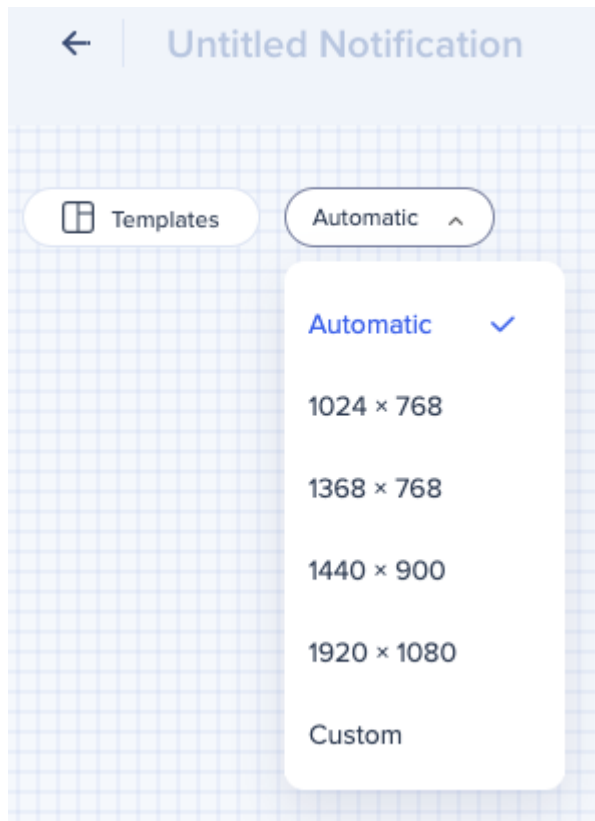 Untitled Notification
Templates
Automatic
Automatic
1024 × 768
1368 × 768
1440 × 900
1920 × 1080
Custom